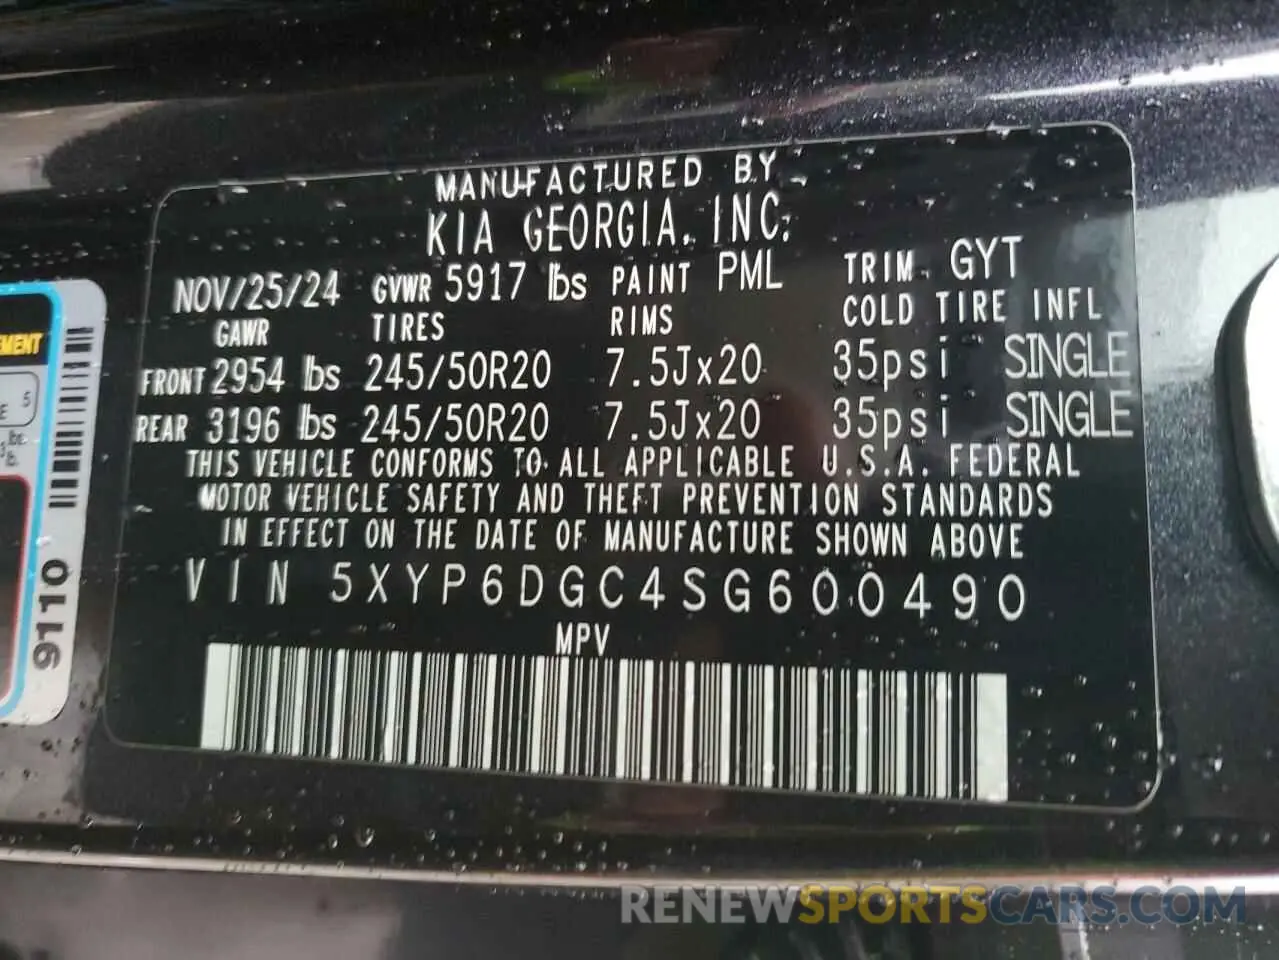 MANUFACTURED BY
KIA GEORGIA, INC.
NOV/25/24 GVWR 5917 lbs PAINT PML TRIM GYT
GAWR TIRES RIMS COLD TIRE INFL
FRONT 2954 lbs 245/50R20 7.5Jx20 35psi SINGLE
REAR 3196 lbs 245/50R20 7.5Jx20 35psi SINGLE
THIS VEHICLE CONFORMS TO ALL APPLICABLE U.S.A. FEDERAL
MOTOR VEHICLE SAFETY AND THEFT PREVENTION STANDARDS
IN EFFECT ON THE DATE OF MANUFACTURE SHOWN ABOVE
VIN 5XYP6DGC4SG600490
MPV
9110
5
RENEWSPORTSCARS.COM